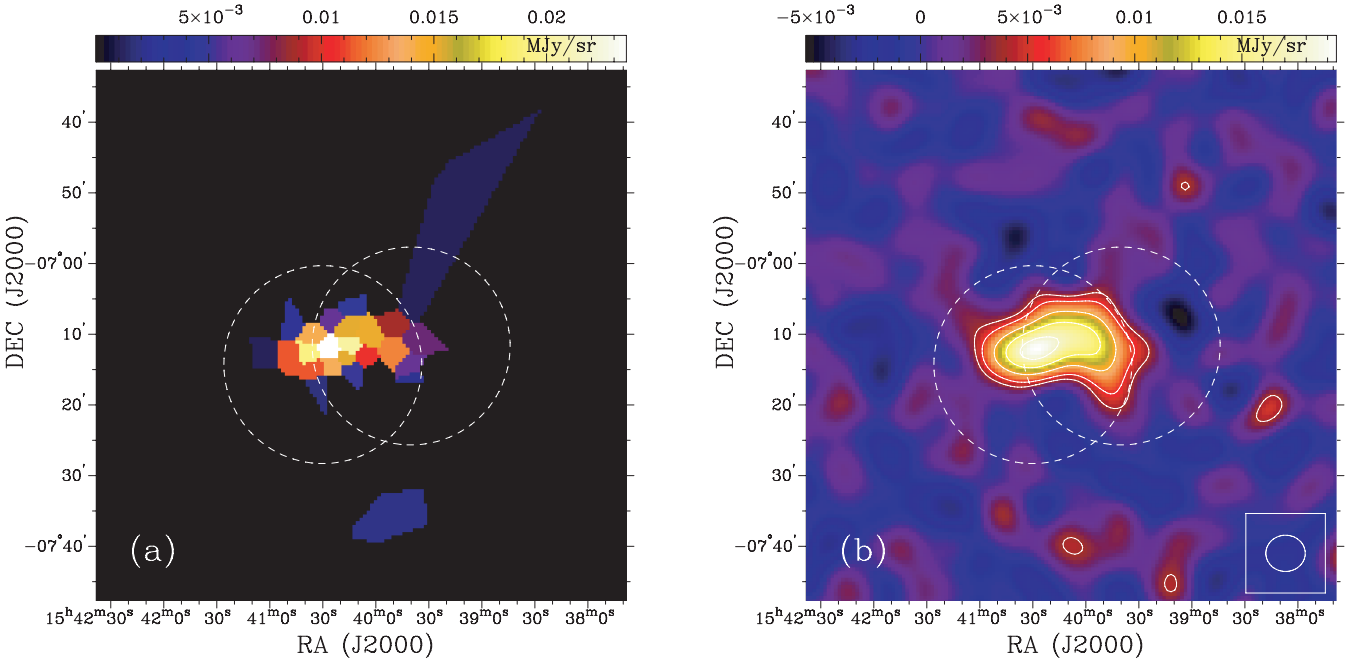 5×10⁻³ 0.01 0.015 0.02
MJy/sr
DEC (J2000)
40′
50′
−07°00′
10′
20′
30′
−07°40′
(a)
15ʰ42ᵐ30ˢ 42ᵐ0ˢ 30ˢ 41ᵐ0ˢ 30ˢ 40ᵐ0ˢ 30ˢ 39ᵐ0ˢ 30ˢ 38ᵐ0ˢ
RA (J2000)
−5×10⁻³ 0 5×10⁻³ 0.01 0.015
MJy/sr
DEC (J2000)
40′
50′
−07°00′
10′
20′
30′
−07°40′
(b)
15ʰ42ᵐ30ˢ 42ᵐ0ˢ 30ˢ 41ᵐ0ˢ 30ˢ 40ᵐ0ˢ 30ˢ 39ᵐ0ˢ 30ˢ 38ᵐ0ˢ
RA (J2000)